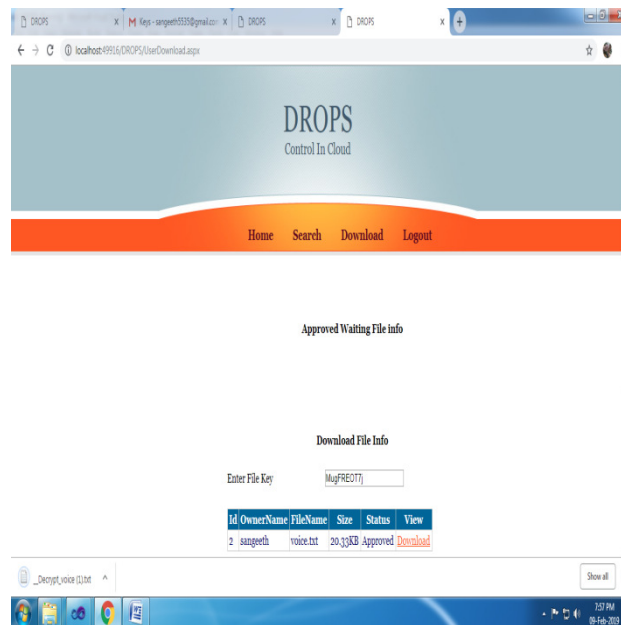 DROPS
Keys - sangeeth5535@gmail.com
DROPS
DROPS
localhost:49916/DROPS/UserDownload.aspx
DROPS
Control In Cloud
Home Search Download Logout
Approved Waiting File info
Download File Info
Enter File Key MugFREOT7j
Id OwnerName FileName Size Status View
2 sangeeth voice.txt 20.33KB Approved Download
_Decrypt_voice (1).txt
Show all
7:57 PM
09-Feb-2019